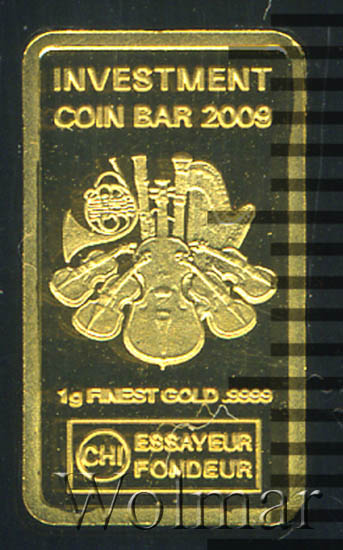 INVESTMENT
COIN BAR 2009
1g FINEST GOLD .9999
CHI
ESSAYEUR
FONDEUR
Wolmar